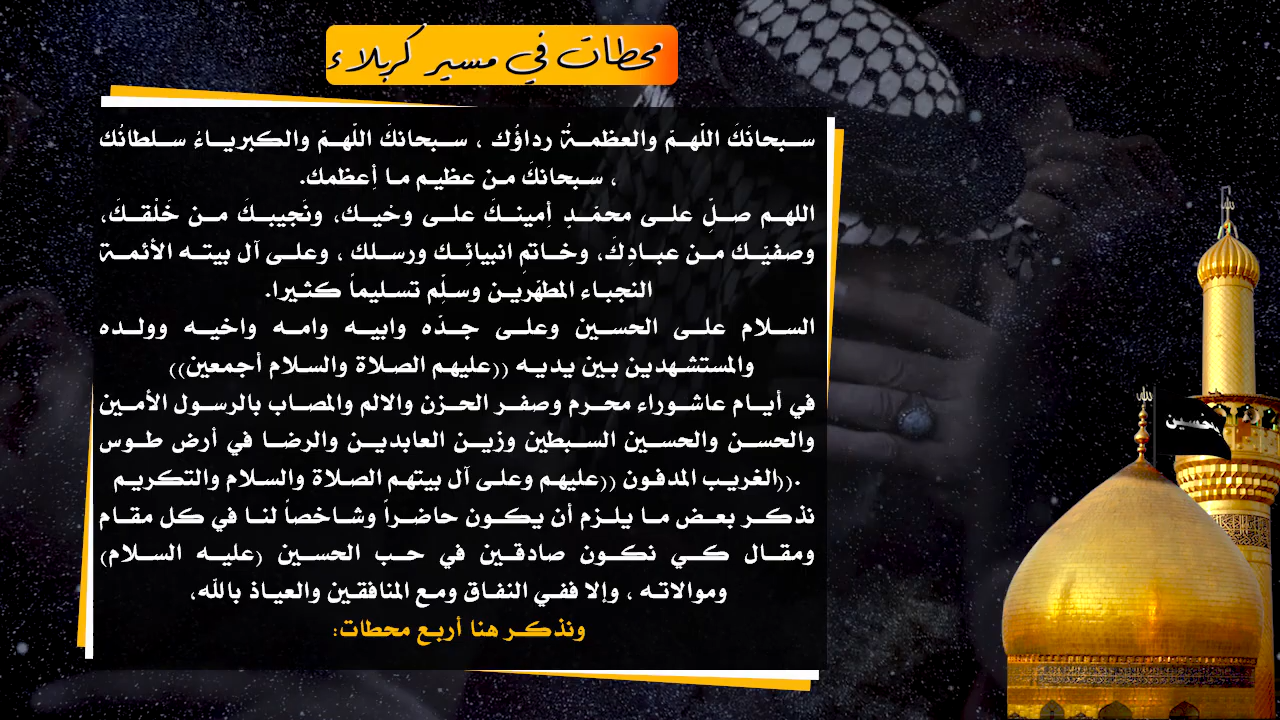 محطات في مسير كربلاء
سبحانَكَ اللّهمَ والعظمةُ رداؤُك ، سبحانكَ اللّهمَ والكبرياءُ سلطانُك
، سبحانكَ من عظيم ما أعظمك.
اللهم صلِّ على محمّدٍ أمينكَ على وخيك، ونَجيبكَ من خَلْقكَ،
وصفيّك من عبادِكَ، وخاتمِ انبيائِك ورسلك ، وعلى آل بيته الأئمة
النجباء المطهَرين وسلِّم تسليماً كثيرا.
السلام على الحسين وعلى جدّه وابيه وامه واخيه وولده
والمستشهدين بين يديه ((عليهم الصلاة والسلام أجمعين))
في أيام عاشوراء محرم وصفر الحزن والالم والمصاب بالرسول الأمين
والحسن والحسين السبطين وزين العابدين والرضا في أرض طوس
.((الغريب المدفون ((عليهم وعلى آل بيتهم الصلاة والسلام والتكريم
نذكر بعض ما يلزم أن يكون حاضراً وشاخصاً لنا في كل مقام
ومقال كي نكون صادقين في حب الحسين (عليه السلام)
وموالاته ، وإلا ففي النفاق ومع المنافقين والعياذ بالله،
ونذكر هنا أربع محطات: